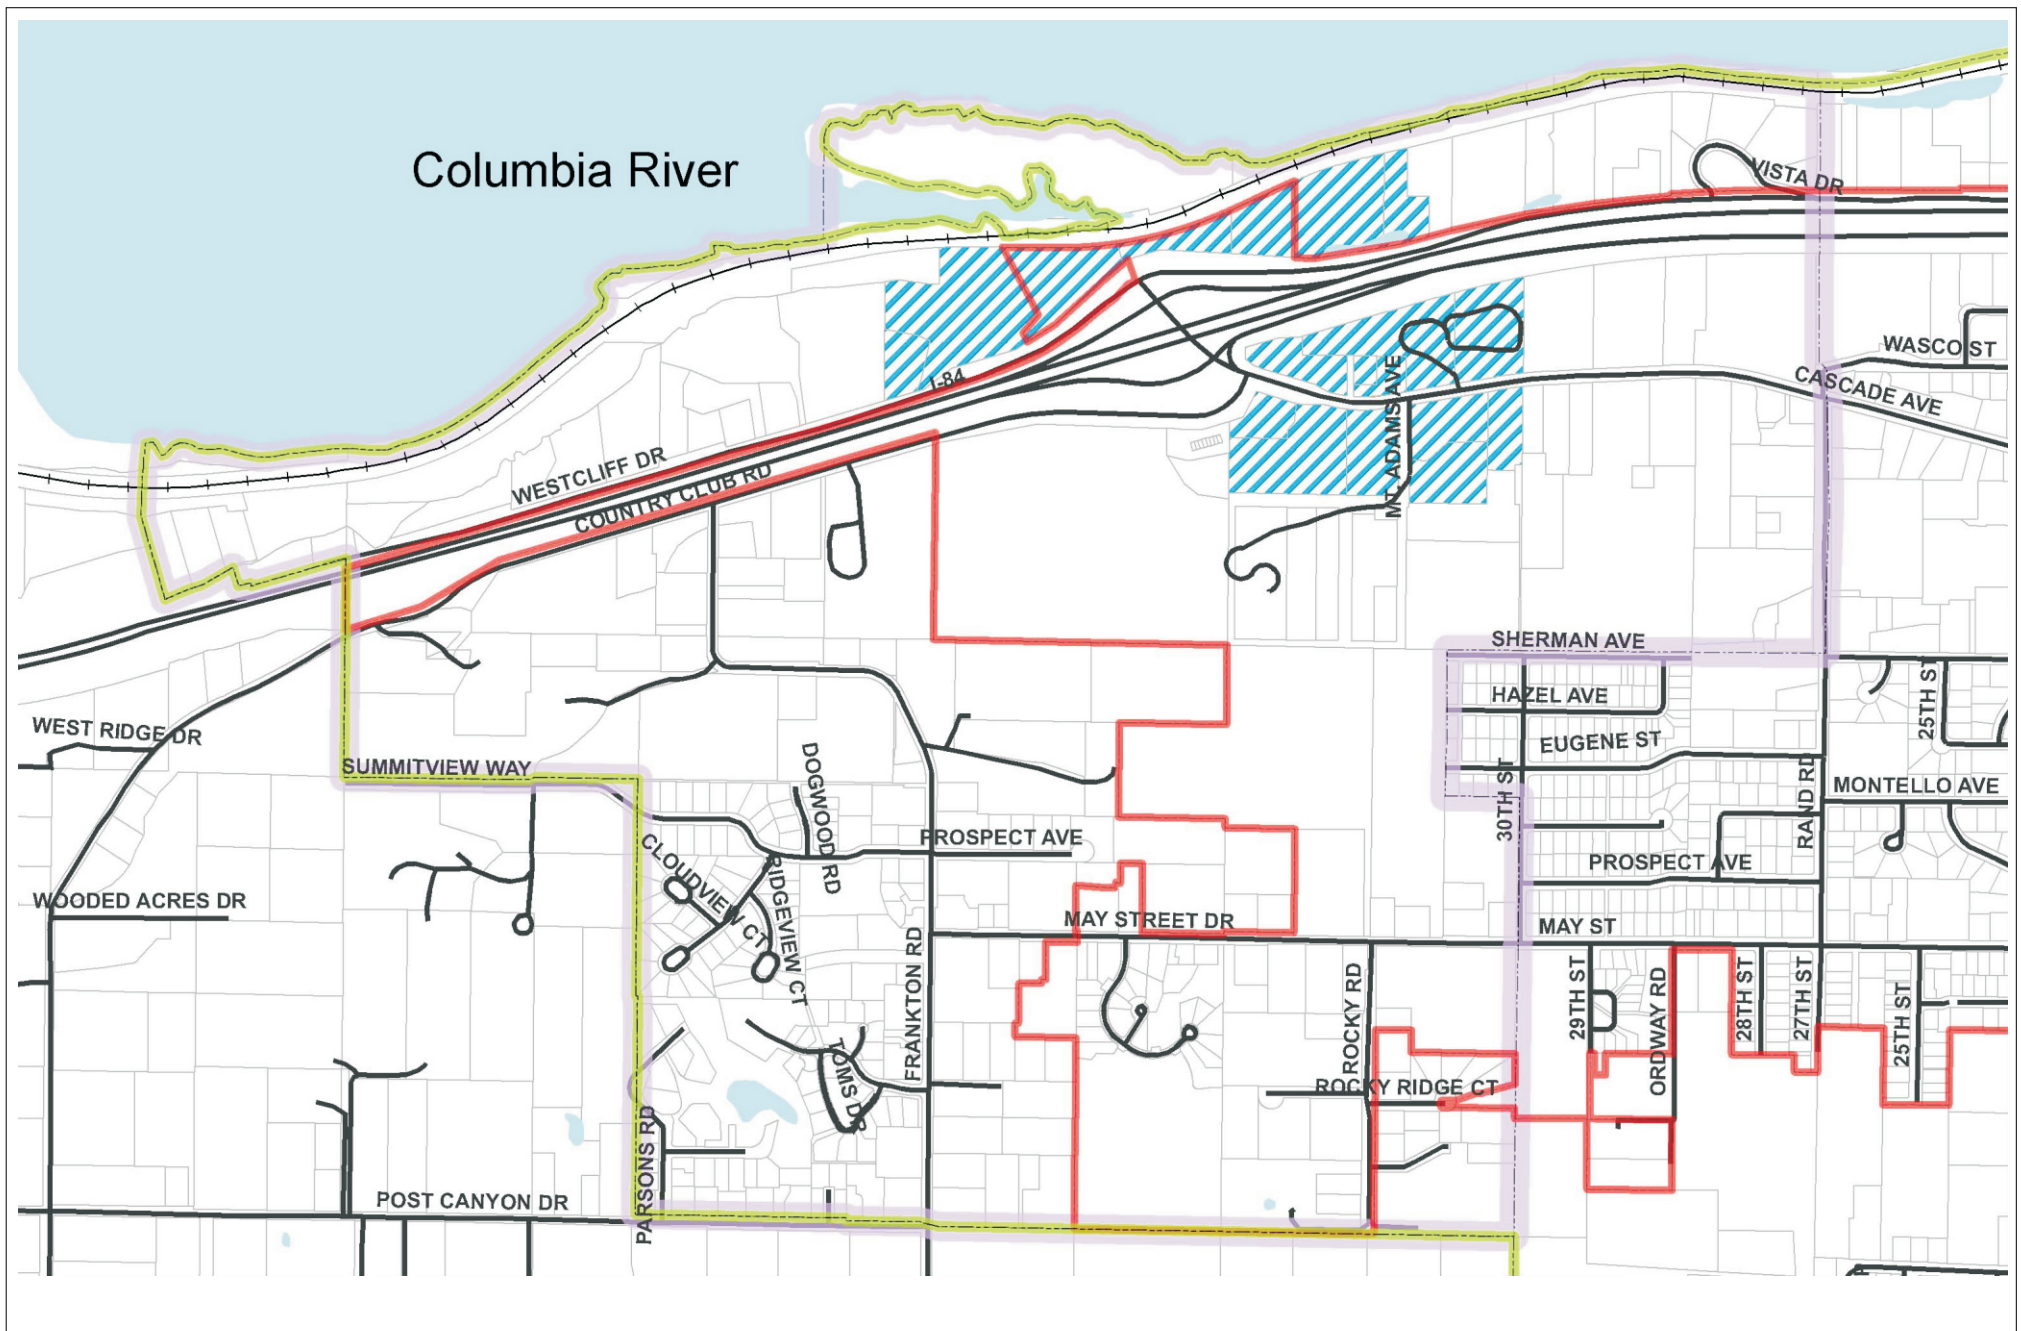 Columbia River
VISTA DR
WASCO ST
I-84
CASCADE AVE
MT. ADAMS AVE
WESTCLIFF DR
COUNTRY CLUB RD
SHERMAN AVE
25TH ST
HAZEL AVE
WEST RIDGE DR
EUGENE ST
SUMMITVIEW WAY
DOGWOOD RD
30TH ST
RAND RD
MONTELLO AVE
PROSPECT AVE
PROSPECT AVE
CLOUDVIEW CT
RIDGEVIEW CT
WOODED ACRES DR
MAY STREET DR
MAY ST
FRANKTON RD
ROCKY RD
29TH ST
ORDWAY RD
28TH ST
27TH ST
25TH ST
TOMS DR
ROCKY RIDGE CT
PARSONS RD
POST CANYON DR